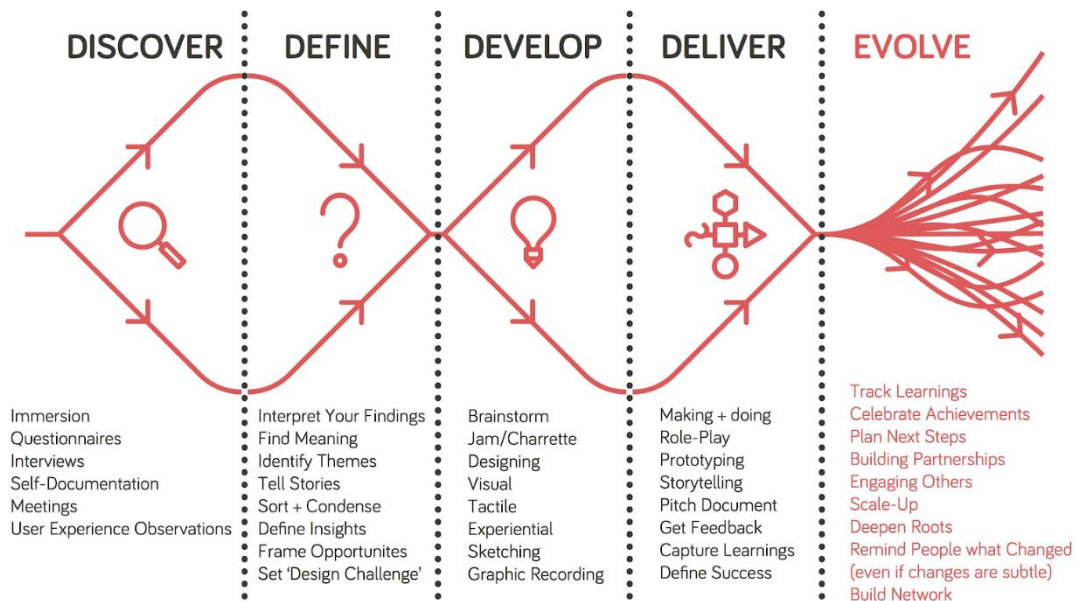 DISCOVER
DEFINE
DEVELOP
DELIVER
EVOLVE
Immersion
Questionnaires
Interviews
Self-Documentation
Meetings
User Experience Observations
Interpret Your Findings
Find Meaning
Identify Themes
Tell Stories
Sort + Condense
Define Insights
Frame Opportunites
Set ‘Design Challenge’
Brainstorm
Jam/Charrette
Designing
Visual
Tactile
Experiential
Sketching
Graphic Recording
Making + doing
Role-Play
Prototyping
Storytelling
Pitch Document
Get Feedback
Capture Learnings
Define Success
Track Learnings
Celebrate Achievements
Plan Next Steps
Building Partnerships
Engaging Others
Scale-Up
Deepen Roots
Remind People what Changed
(even if changes are subtle)
Build Network